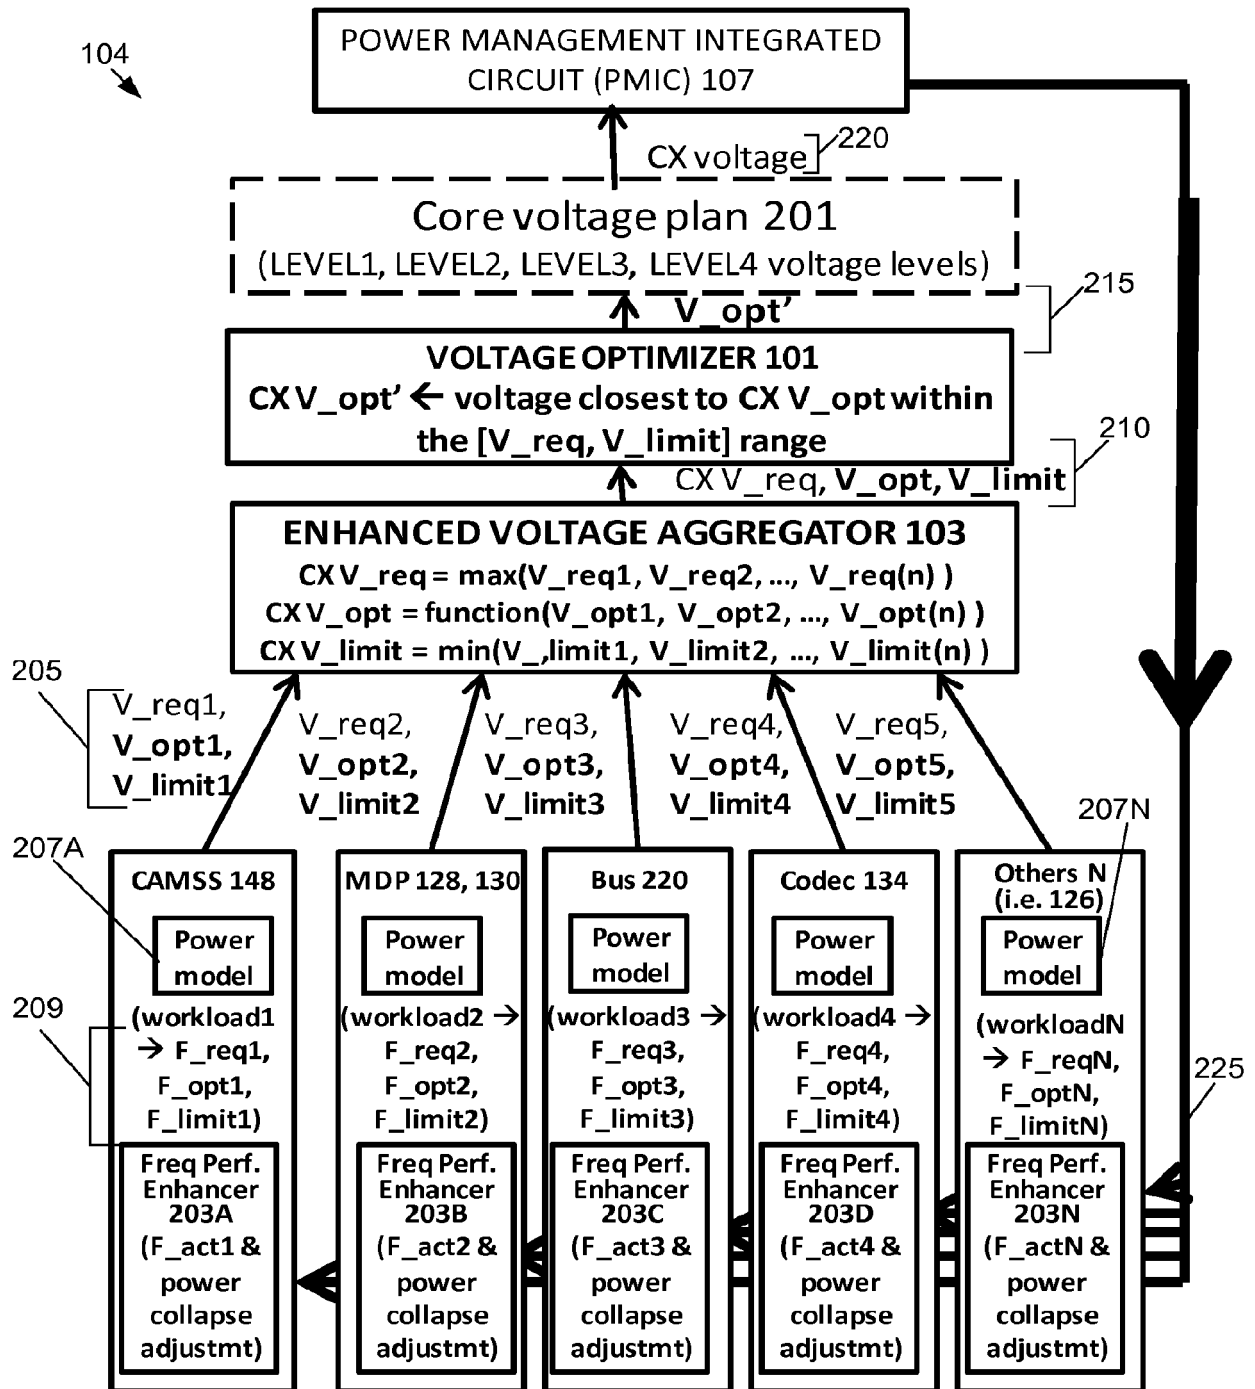 POWER MANAGEMENT INTEGRATED
CIRCUIT (PMIC) 107
104
CX voltage
220
Core voltage plan 201
(LEVEL1, LEVEL2, LEVEL3, LEVEL4 voltage levels)
215
V_opt’
VOLTAGE OPTIMIZER 101
CX V_opt’ ← voltage closest to CX V_opt within
the [V_req, V_limit] range
210
CX V_req, V_opt, V_limit
ENHANCED VOLTAGE AGGREGATOR 103
CX V_req = max(V_req1, V_req2, ..., V_req(n) )
CX V_opt = function(V_opt1, V_opt2, ..., V_opt(n) )
CX V_limit = min(V_,limit1, V_limit2, ..., V_limit(n) )
205
V_req1,
V_opt1,
V_limit1
V_req2,
V_opt2,
V_limit2
V_req3,
V_opt3,
V_limit3
V_req4,
V_opt4,
V_limit4
V_req5,
V_opt5,
V_limit5
207A
207N
CAMSS 148
Power
model
209
(workload1
→ F_req1,
F_opt1,
F_limit1)
Freq Perf.
Enhancer
203A
(F_act1 &
power
collapse
adjustmt)
MDP 128, 130
Power
model
(workload2 →
F_req2,
F_opt2,
F_limit2)
Freq Perf.
Enhancer
203B
(F_act2 &
power
collapse
adjustmt)
Bus 220
Power
model
(workload3 →
F_req3,
F_opt3,
F_limit3)
Freq Perf.
Enhancer
203C
(F_act3 &
power
collapse
adjustmt)
Codec 134
Power
model
(workload4 →
F_req4,
F_opt4,
F_limit4)
Freq Perf.
Enhancer
203D
(F_act4 &
power
collapse
adjustmt)
Others N
(i.e. 126)
Power
model
(workloadN
→ F_reqN,
F_optN,
F_limitN)
Freq Perf.
Enhancer
203N
(F_actN &
power
collapse
adjustmt)
225